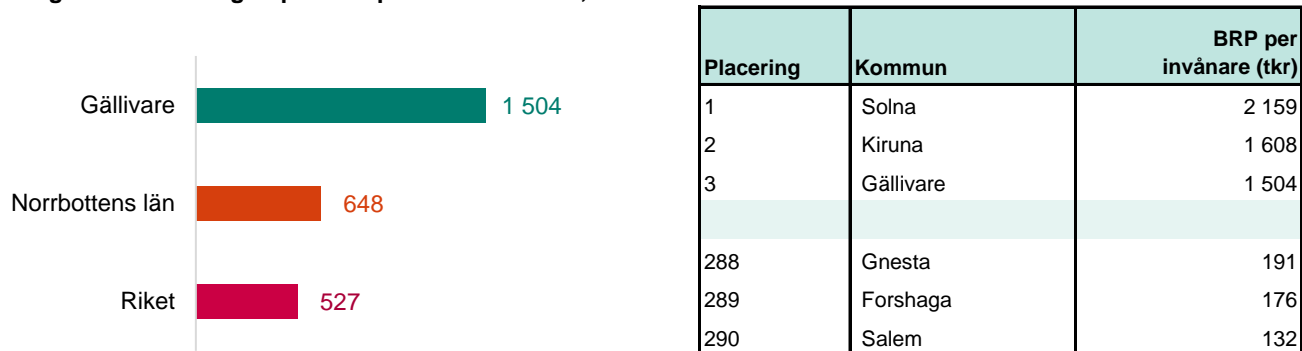 Gällivare 1 504
Norrbottens län 648
Riket 527
Placering Kommun BRP per invånare (tkr)
1 Solna 2 159
2 Kiruna 1 608
3 Gällivare 1 504
288 Gnesta 191
289 Forshaga 176
290 Salem 132